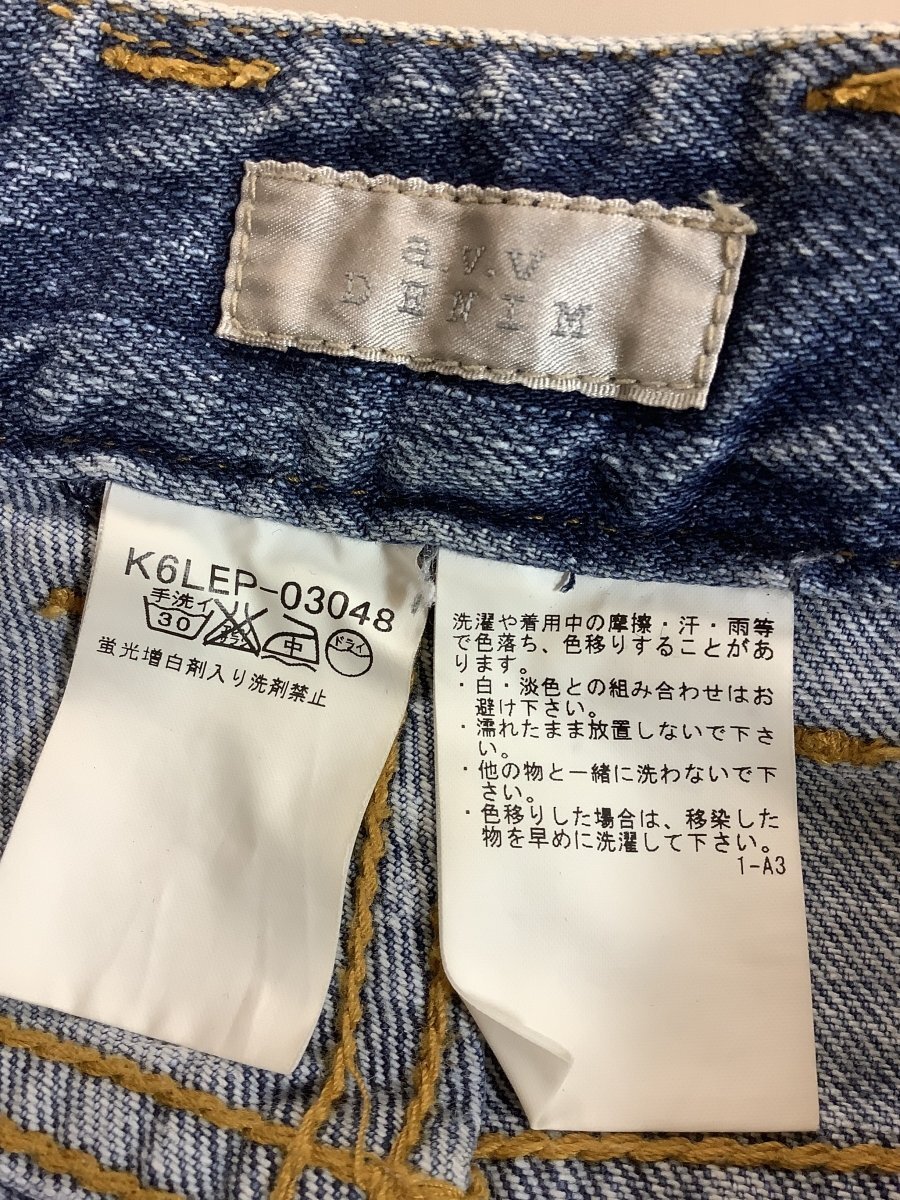 a.v.v
DENIM
K6LEP-03048
手洗イ
30
エンソサラシ
中
ドライ
蛍光増白剤入り洗剤禁止
洗濯や着用中の摩擦・汗・雨等
で色落ち、色移りすることがあ
ります。
・白・淡色との組み合わせはお
避け下さい。
・濡れたまま放置しないで下さ
い。
・他の物と一緒に洗わないで下
さい。
・色移りした場合は、移染した
物を早めに洗濯して下さい。
1-A3